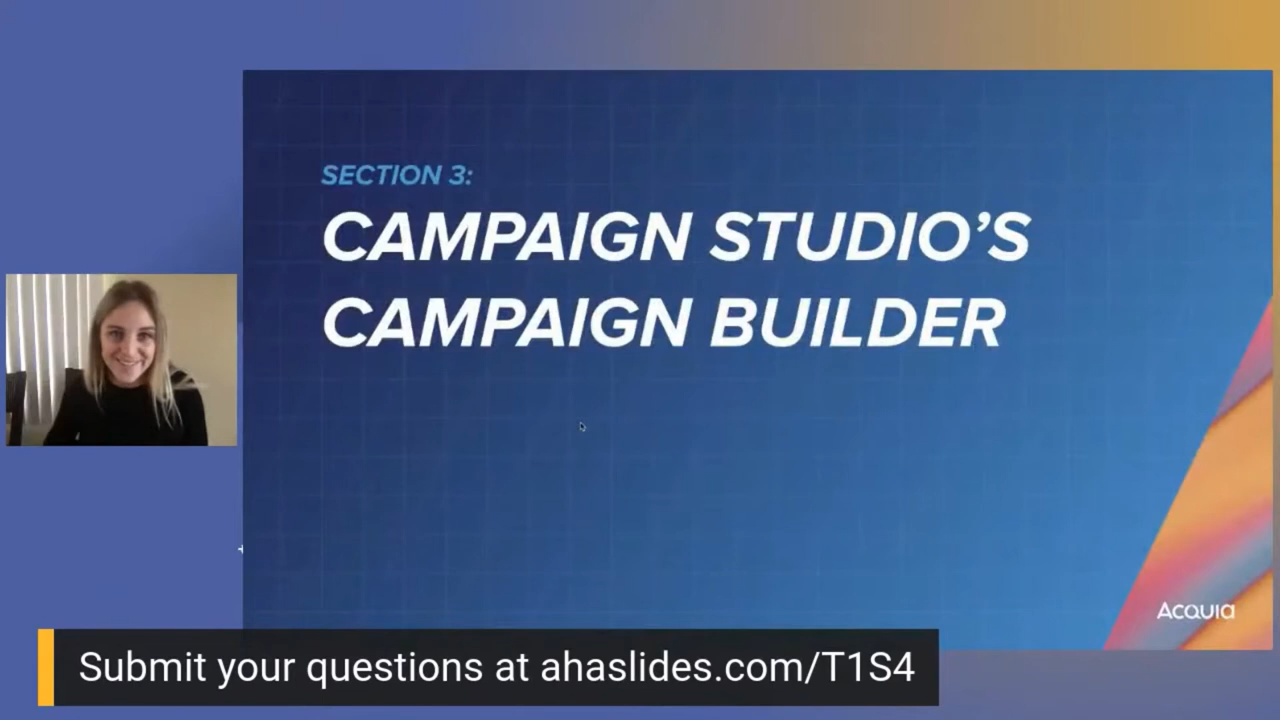 SECTION 3:
CAMPAIGN STUDIO’S
CAMPAIGN BUILDER
Acquia
Submit your questions at ahaslides.com/T1S4